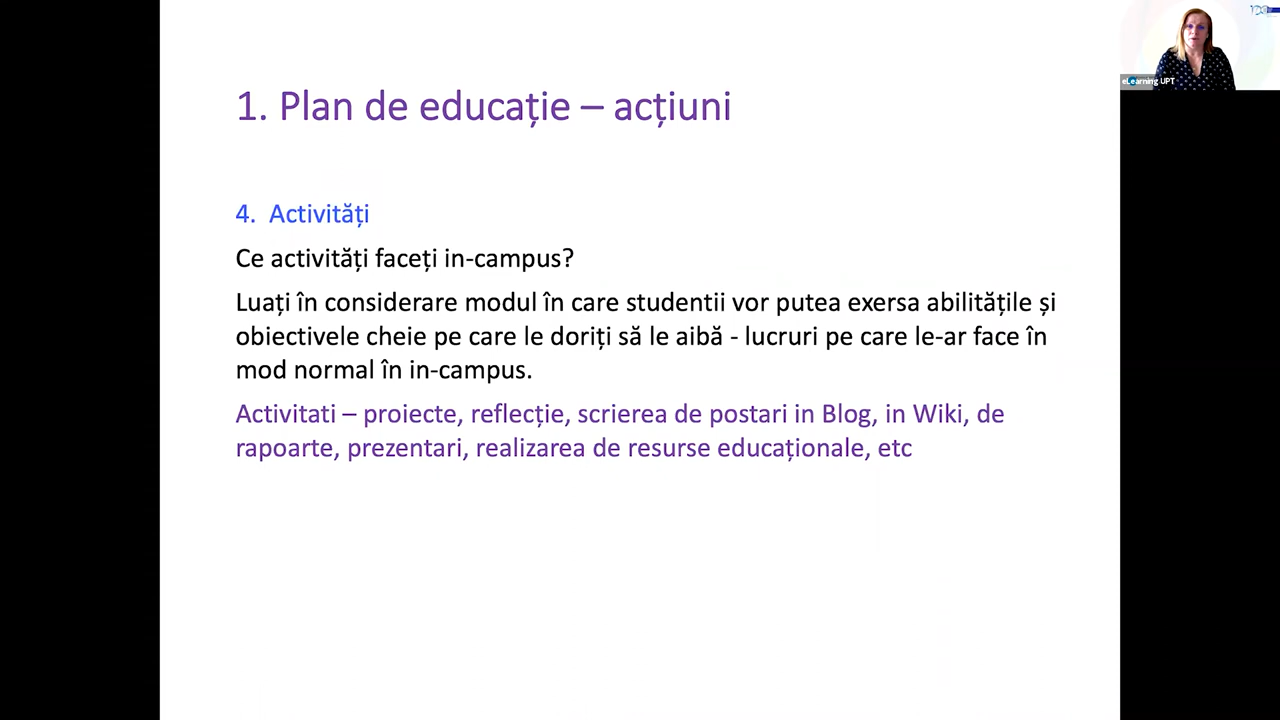 1. Plan de educație – acțiuni
4. Activități
Ce activități faceți in-campus?
Luați în considerare modul în care studentii vor putea exersa abilitățile și
obiectivele cheie pe care le doriți să le aibă - lucruri pe care le-ar face în
mod normal în in-campus.
Activitati – proiecte, reflecție, scrierea de postari in Blog, in Wiki, de
rapoarte, prezentari, realizarea de resurse educaționale, etc
eLearning UPT